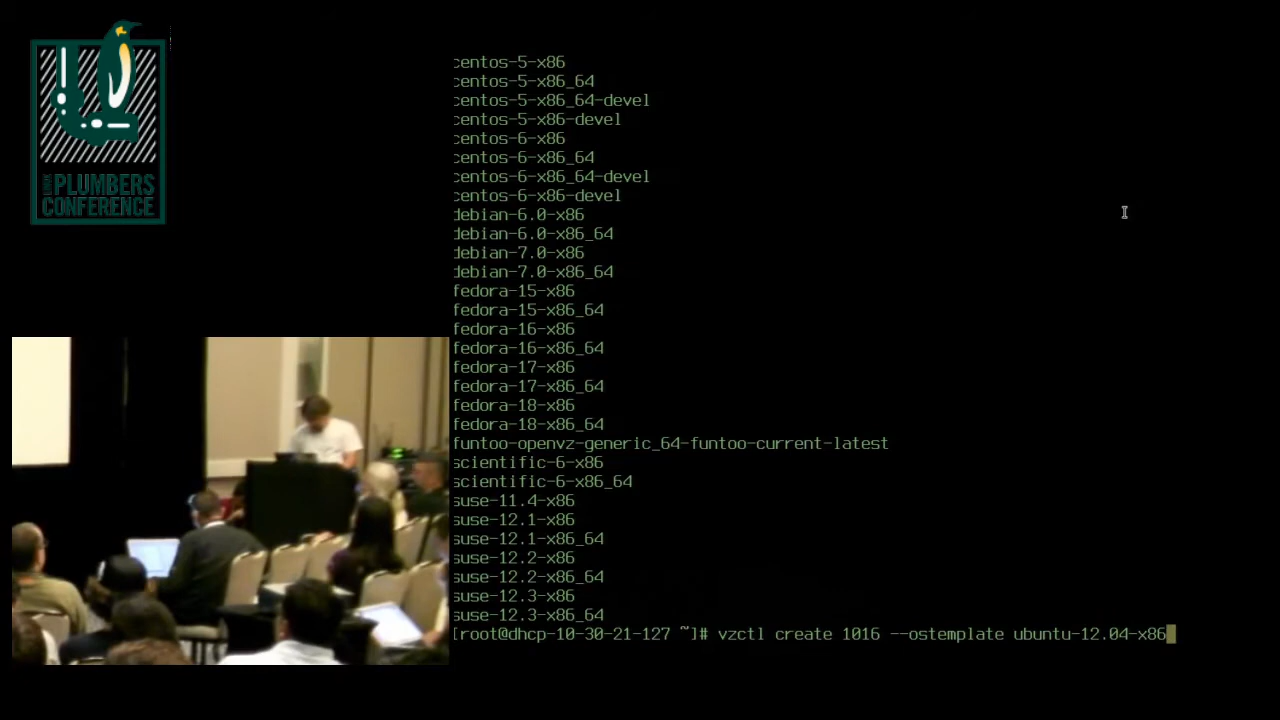 LINUX PLUMBERS
CONFERENCE
centos-5-x86
centos-5-x86_64
centos-5-x86_64-devel
centos-5-x86-devel
centos-6-x86
centos-6-x86_64
centos-6-x86_64-devel
centos-6-x86-devel
debian-6.0-x86
debian-6.0-x86_64
debian-7.0-x86
debian-7.0-x86_64
fedora-15-x86
fedora-15-x86_64
fedora-16-x86
fedora-16-x86_64
fedora-17-x86
fedora-17-x86_64
fedora-18-x86
fedora-18-x86_64
funtoo-openvz-generic_64-funtoo-current-latest
scientific-6-x86
scientific-6-x86_64
suse-11.4-x86
suse-12.1-x86
suse-12.1-x86_64
suse-12.2-x86
suse-12.2-x86_64
suse-12.3-x86
suse-12.3-x86_64
[root@dhcp-10-30-21-127 ~]# vzctl create 1016 --ostemplate ubuntu-12.04-x86